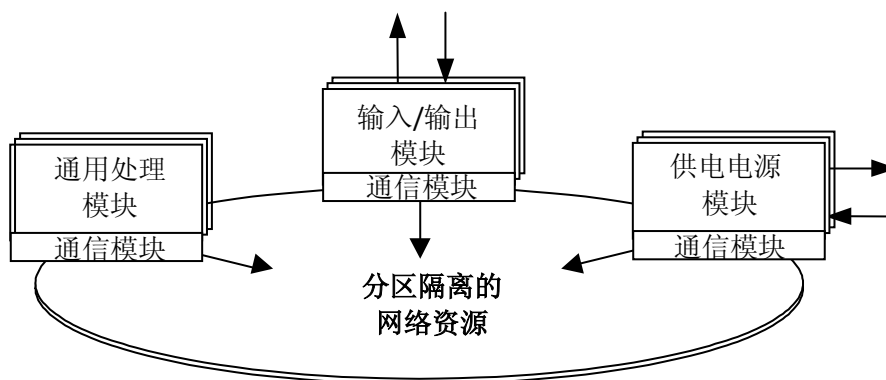 输入/输出
模块
通信模块
通用处理
模块
通信模块
供电电源
模块
通信模块
分区隔离的
网络资源